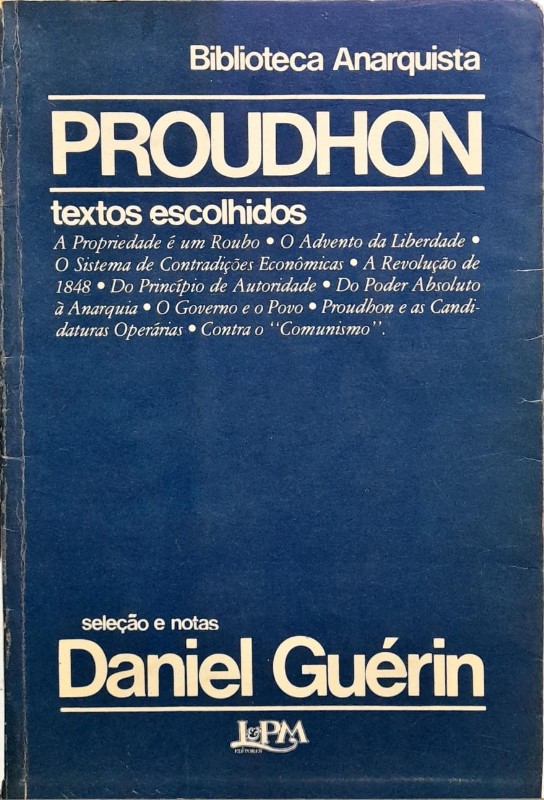 Biblioteca Anarquista
PROUDHON
textos escolhidos
A Propriedade é um Roubo • O Advento da Liberdade •
O Sistema de Contradições Econômicas • A Revolução de
1848 • Do Princípio de Autoridade • Do Poder Absoluto
à Anarquia • O Governo e o Povo • Proudhon e as Candi-
daturas Operárias • Contra o "Comunismo".
seleção e notas
Daniel Guérin
L&PM
EDITORES